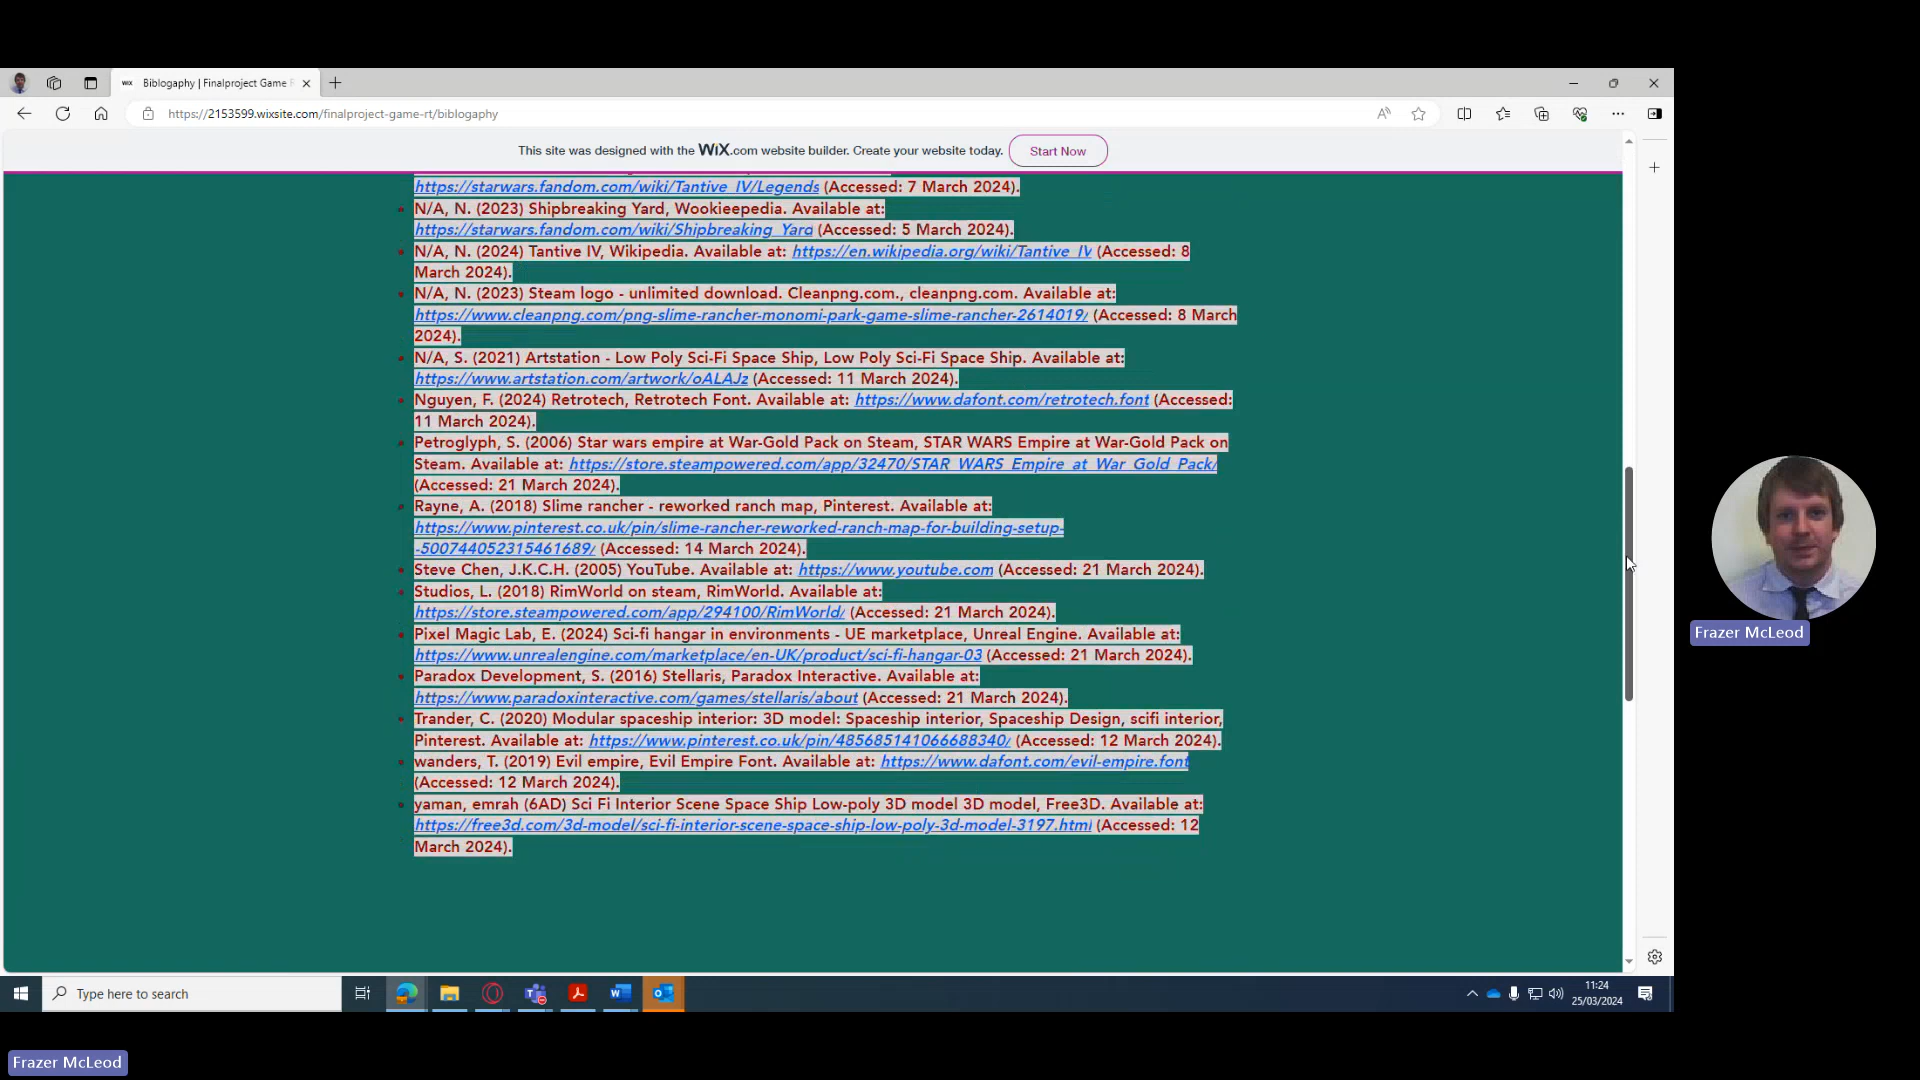 Biblogaphy | Finalproject Game R
https://2153599.wixsite.com/finalproject-game-rt/biblogaphy
This site was designed with the WiX.com website builder. Create your website today.
Start Now
https://starwars.fandom.com/wiki/Tantive_IV/Legends (Accessed: 7 March 2024).
N/A, N. (2023) Shipbreaking Yard, Wookieepedia. Available at:
https://starwars.fandom.com/wiki/Shipbreaking_Yard (Accessed: 5 March 2024).
N/A, N. (2024) Tantive IV, Wikipedia. Available at: https://en.wikipedia.org/wiki/Tantive_IV (Accessed: 8
March 2024).
N/A, N. (2023) Steam logo - unlimited download. Cleanpng.com., cleanpng.com. Available at:
https://www.cleanpng.com/png-slime-rancher-monomi-park-game-slime-rancher-2614019/ (Accessed: 8 March
2024).
N/A, S. (2021) Artstation - Low Poly Sci-Fi Space Ship, Low Poly Sci-Fi Space Ship. Available at:
https://www.artstation.com/artwork/oALAJz (Accessed: 11 March 2024).
Nguyen, F. (2024) Retrotech, Retrotech Font. Available at: https://www.dafont.com/retrotech.font (Accessed:
11 March 2024).
Petroglyph, S. (2006) Star wars empire at War-Gold Pack on Steam, STAR WARS Empire at War-Gold Pack on
Steam. Available at: https://store.steampowered.com/app/32470/STAR_WARS_Empire_at_War_Gold_Pack/
(Accessed: 21 March 2024).
Rayne, A. (2018) Slime rancher - reworked ranch map, Pinterest. Available at:
https://www.pinterest.co.uk/pin/slime-rancher-reworked-ranch-map-for-building-setup-
-500744052315461689/ (Accessed: 14 March 2024).
Steve Chen, J.K.C.H. (2005) YouTube. Available at: https://www.youtube.com (Accessed: 21 March 2024).
Studios, L. (2018) RimWorld on steam, RimWorld. Available at:
https://store.steampowered.com/app/294100/RimWorld/ (Accessed: 21 March 2024).
Pixel Magic Lab, E. (2024) Sci-fi hangar in environments - UE marketplace, Unreal Engine. Available at:
https://www.unrealengine.com/marketplace/en-UK/product/sci-fi-hangar-03 (Accessed: 21 March 2024).
Paradox Development, S. (2016) Stellaris, Paradox Interactive. Available at:
https://www.paradoxinteractive.com/games/stellaris/about (Accessed: 21 March 2024).
Trander, C. (2020) Modular spaceship interior: 3D model: Spaceship interior, Spaceship Design, scifi interior,
Pinterest. Available at: https://www.pinterest.co.uk/pin/485685141066688340/ (Accessed: 12 March 2024).
wanders, T. (2019) Evil empire, Evil Empire Font. Available at: https://www.dafont.com/evil-empire.font
(Accessed: 12 March 2024).
yaman, emrah (6AD) Sci Fi Interior Scene Space Ship Low-poly 3D model 3D model, Free3D. Available at:
https://free3d.com/3d-model/sci-fi-interior-scene-space-ship-low-poly-3d-model-3197.html (Accessed: 12
March 2024).
Frazer McLeod
Type here to search
11:24
25/03/2024
Frazer McLeod